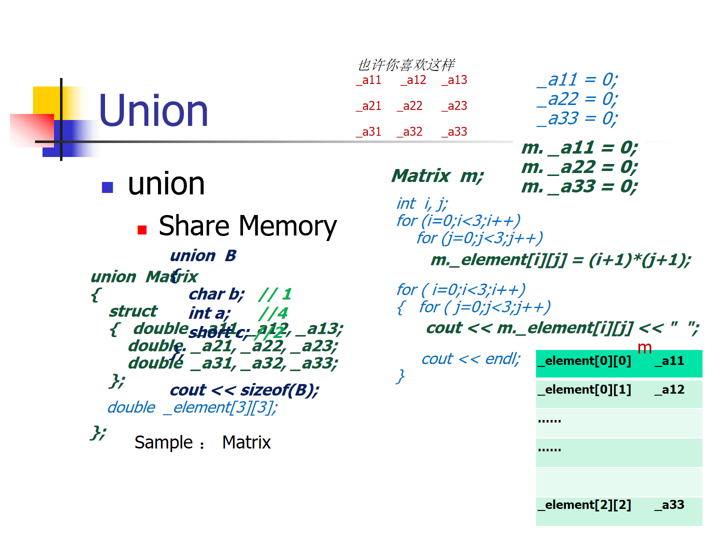 Union
union
Share Memory
union B
{
char b; // 1
int a; //4
short c; //2
};
cout << sizeof(B);
union Matrix
{
struct
{ double _a11, _a12, _a13;
double _a21, _a22, _a23;
double _a31, _a32, _a33;
};
double _element[3][3];
};
Sample ： Matrix
也许你喜欢这样
_a11 _a12 _a13
_a21 _a22 _a23
_a31 _a32 _a33
_a11 = 0;
_a22 = 0;
_a33 = 0;
m. _a11 = 0;
m. _a22 = 0;
m. _a33 = 0;
Matrix m;
int i, j;
for (i=0;i<3;i++)
for (j=0;j<3;j++)
m._element[i][j] = (i+1)*(j+1);
for ( i=0;i<3;i++)
{ for ( j=0;j<3;j++)
cout << m._element[i][j] << " ";
cout << endl;
}
m
_element[0][0] _a11
_element[0][1] _a12
......
......
_element[2][2] _a33